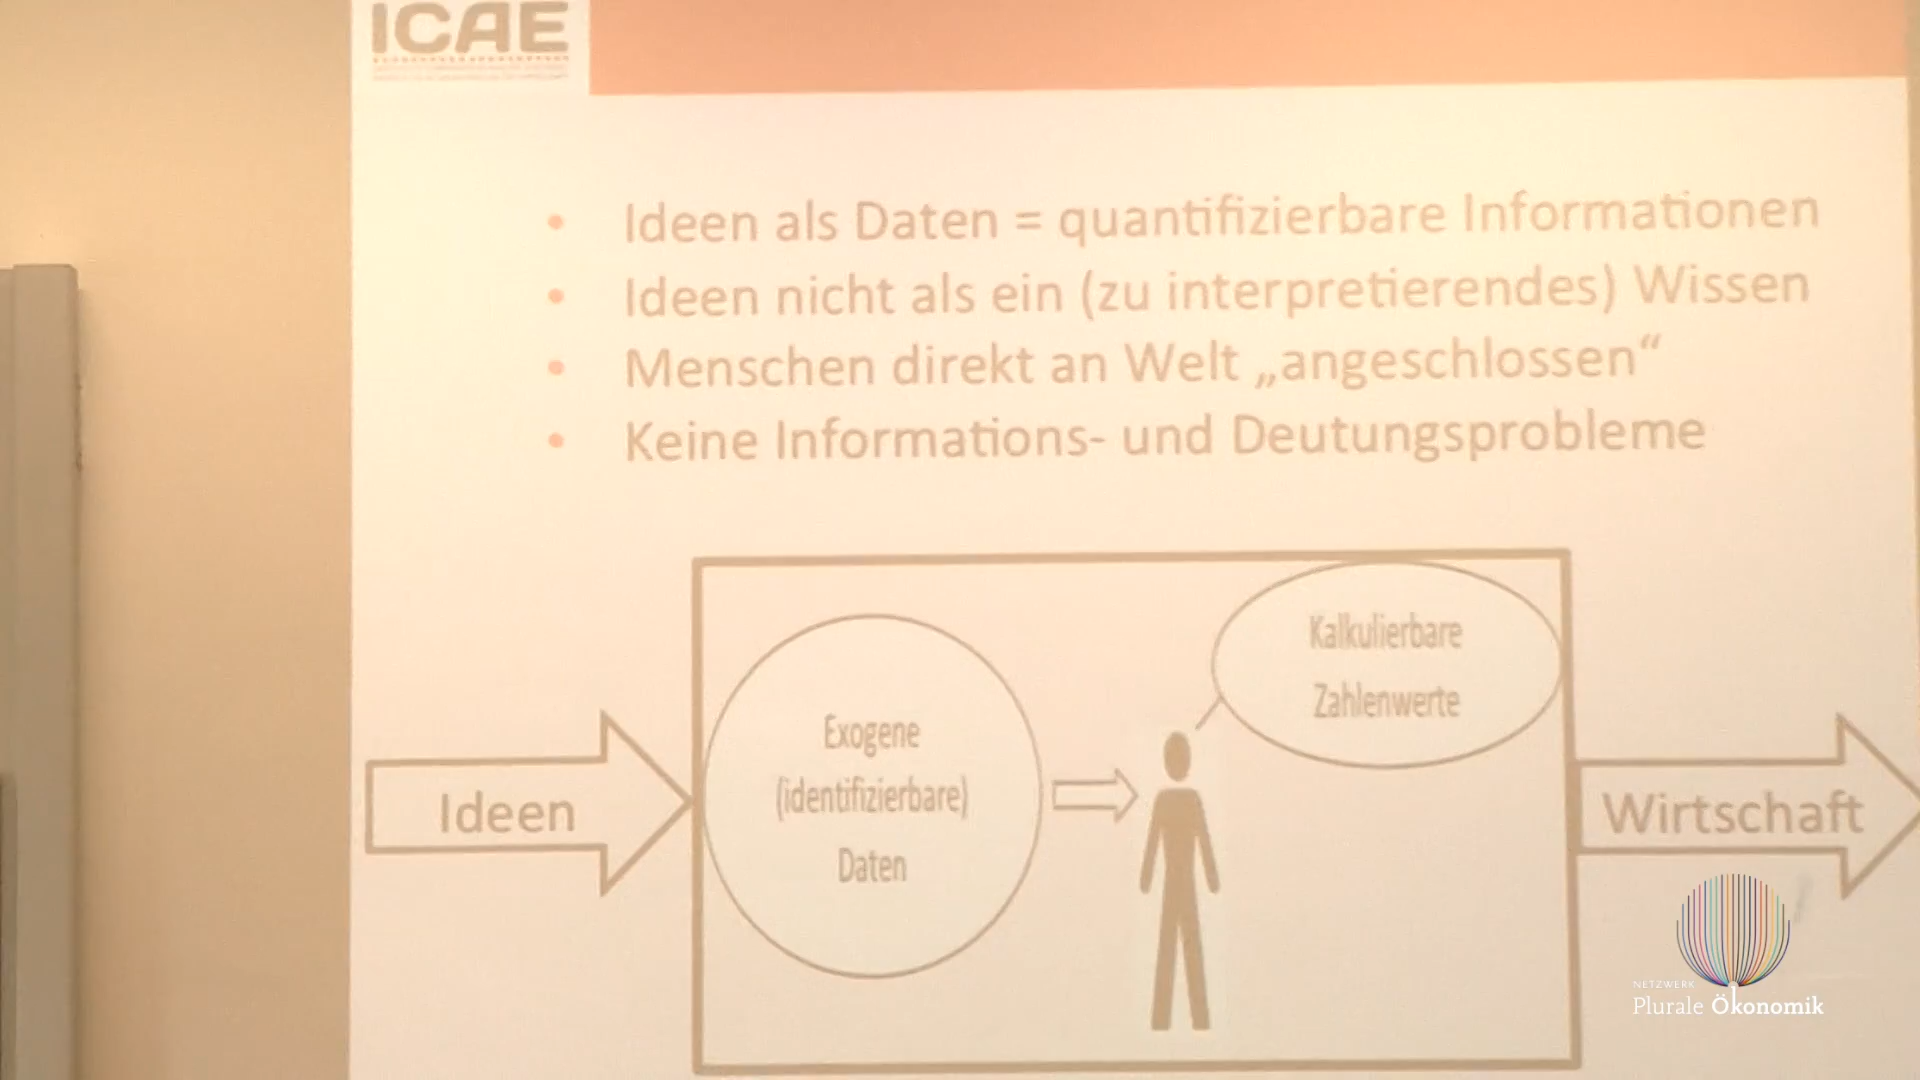 ICAE
• Ideen als Daten = quantifizierbare Informationen
• Ideen nicht als ein (zu interpretierendes) Wissen
• Menschen direkt an Welt „angeschlossen“
• Keine Informations- und Deutungsprobleme
Ideen
Exogene
(identifizierbare)
Daten
Kalkulierbare
Zahlenwerte
Wirtschaft
NETZWERK
Plurale Ökonomik